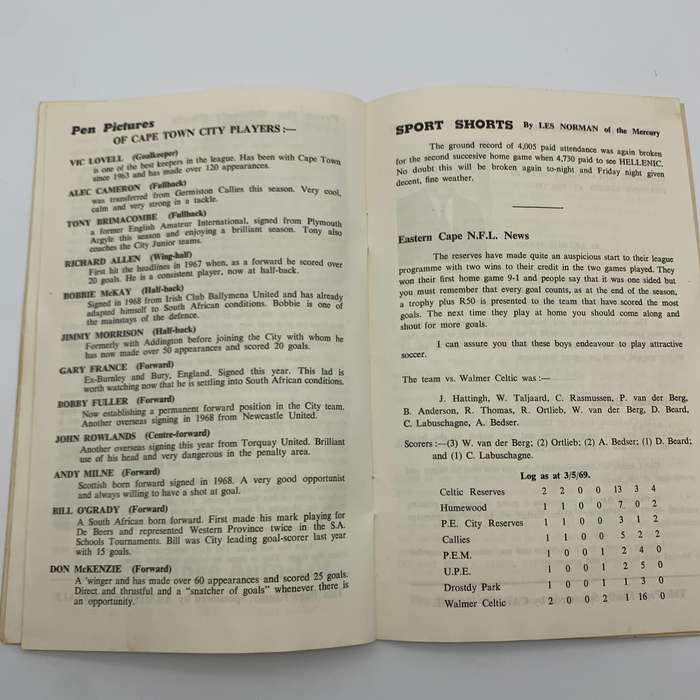 Pen Pictures
OF CAPE TOWN CITY PLAYERS:—
VIC LOVELL (Goalkeeper)
is one of the best keepers in the league. Has been with Cape Town
since 1963 and has made over 120 appearances.
ALEC CAMERON (Fullback)
was transferred from Germiston Callies this season. Very cool,
calm and very strong in a tackle.
TONY BRIMACOMBE (Fullback)
a former English Amateur International, signed from Plymouth
Argyle this season and enjoying a brilliant season. Tony also
coaches the City Junior teams.
RICHARD ALLEN (Wing-half)
First hit the headlines in 1967 when, as a forward he scored over
20 goals. He is a consistent player, now at half-back.
BOBBIE McKAY (Half-back)
Signed in 1968 from Irish Club Ballymena United and has already
adapted himself to South African conditions. Bobbie is one of
the mainstays of the defence.
JIMMY MORRISON (Half-back)
Formerly with Addington before joining the City with whom he
has now made over 50 appearances and scored 20 goals.
GARY FRANCE (Forward)
Ex-Burnley and Bury, England. Signed this year. This lad is
worth watching now that he is settling into South African conditions.
BOBBY FULLER (Forward)
Now establishing a permanent forward position in the City team.
Another overseas signing in 1968 from Newcastle United.
JOHN ROWLANDS (Centre-forward)
Another overseas signing this year from Torquay United. Brilliant
use of his head and very dangerous in the penalty area.
ANDY MILNE (Forward)
Scottish born forward signed in 1968. A very good opportunist
and always willing to have a shot at goal.
BILL O'GRADY (Forward)
A South African born forward. First made his mark playing for
De Beers and represented Western Province twice in the S.A.
Schools Tournaments. Bill was City leading goal-scorer last year
with 15 goals.
DON McKENZIE (Forward)
A 'winger and has made over 60 appearances and scored 25 goals.
Direct and thrustful and a "snatcher of goals" whenever there is
an opportunity.
SPORT SHORTS By LES NORMAN of the Mercury
The ground record of 4,005 paid attendance was again broken
for the second succesive home game when 4,730 paid to see HELLENIC.
No doubt this will be broken again to-night and Friday night given
decent, fine weather.
Eastern Cape N.F.L. News
The reserves have made quite an auspicious start to their league
programme with two wins to their credit in the two games played. They
won their first home game 9-1 and people say that it was one sided but
you must remember that every goal counts, as at the end of the season,
a trophy plus R50 is presented to the team that have scored the most
goals. The next time they play at home you should come along and
shout for more goals.
I can assure you that these boys endeavour to play attractive
soccer.
The team vs. Walmer Celtic was:—
J. Hattingh, W. Taljaard, C. Rasmussen, P. van der Berg,
B. Anderson, R. Thomas, R. Ortlieb, W. van der Berg, D. Beard,
C. Labuschagne, A. Bedser.
Scorers:—(3) W. van der Berg; (2) Ortlieb; (2) A. Bedser; (1) D. Beard;
and (1) C. Labuschagne.
Log as at 3/5/69.
Celtic Reserves 2 2 0 0 13 3 4
Humewood 1 1 0 0 7 0 2
P.E. City Reserves 1 1 0 0 3 1 2
Callies 1 1 0 0 5 2 2
P.E.M. 1 0 0 1 2 4 0
U.P.E. 1 0 0 1 2 5 0
Drostdy Park 1 0 0 1 1 3 0
Walmer Celtic 2 0 0 2 1 16 0